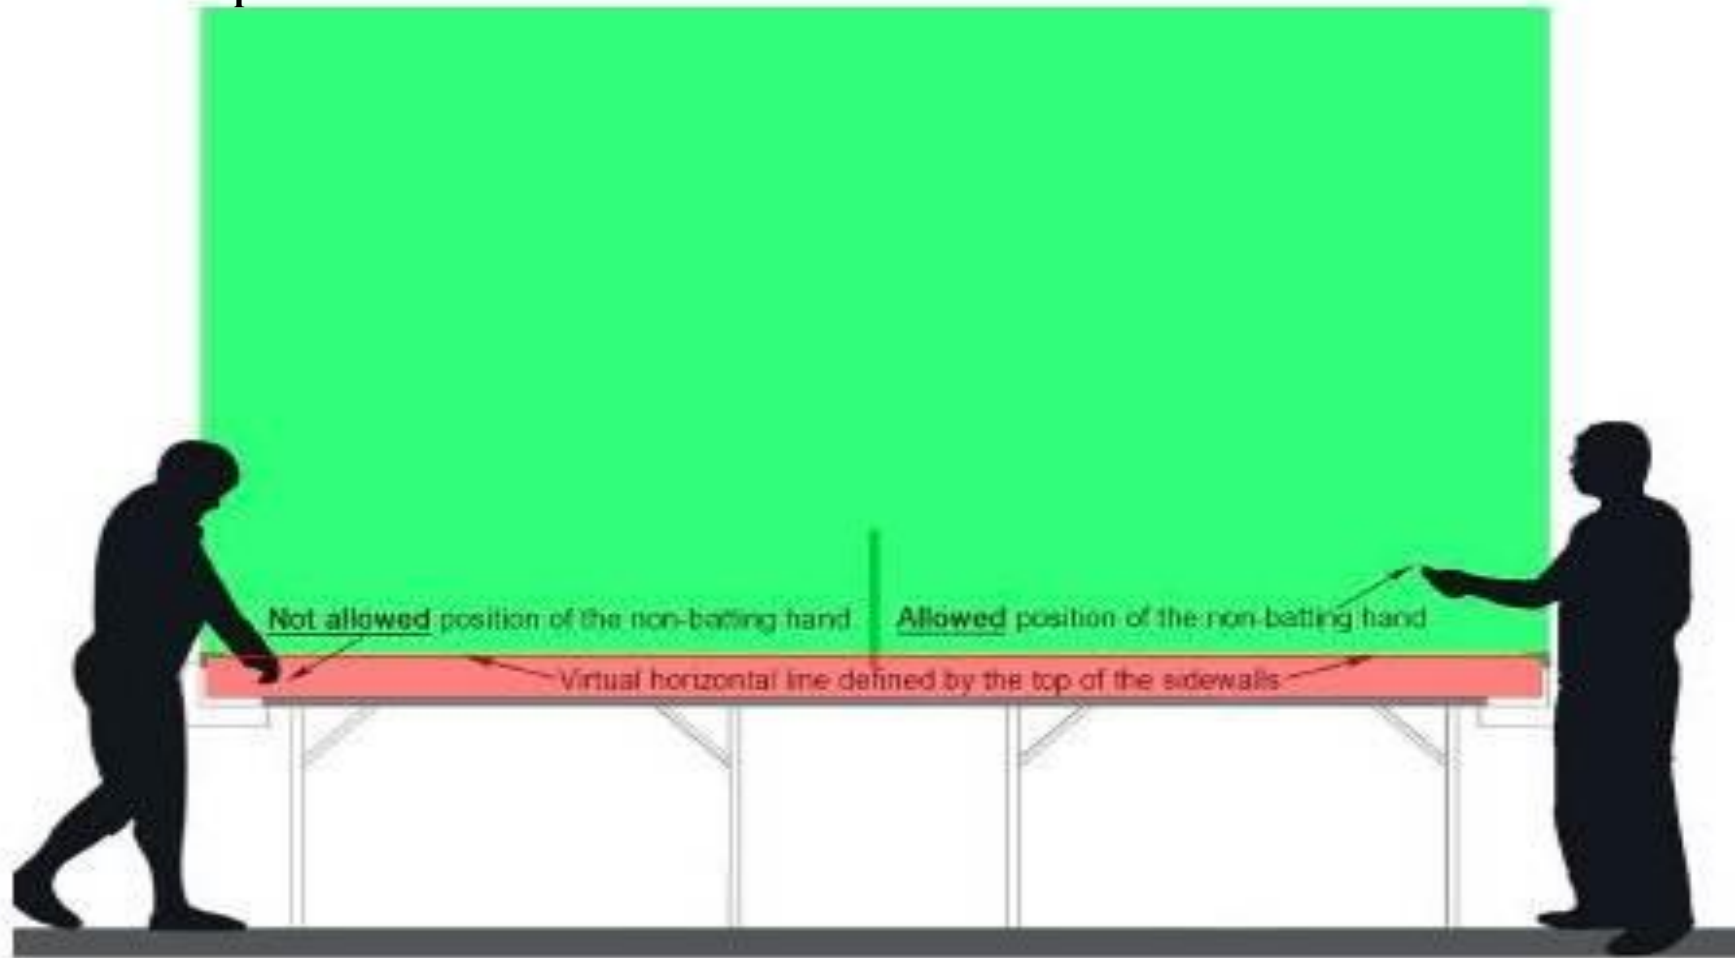 Not allowed position of the non-batting hand
Allowed position of the non-batting hand
Virtual horizontal line defined by the top of the sidewalls